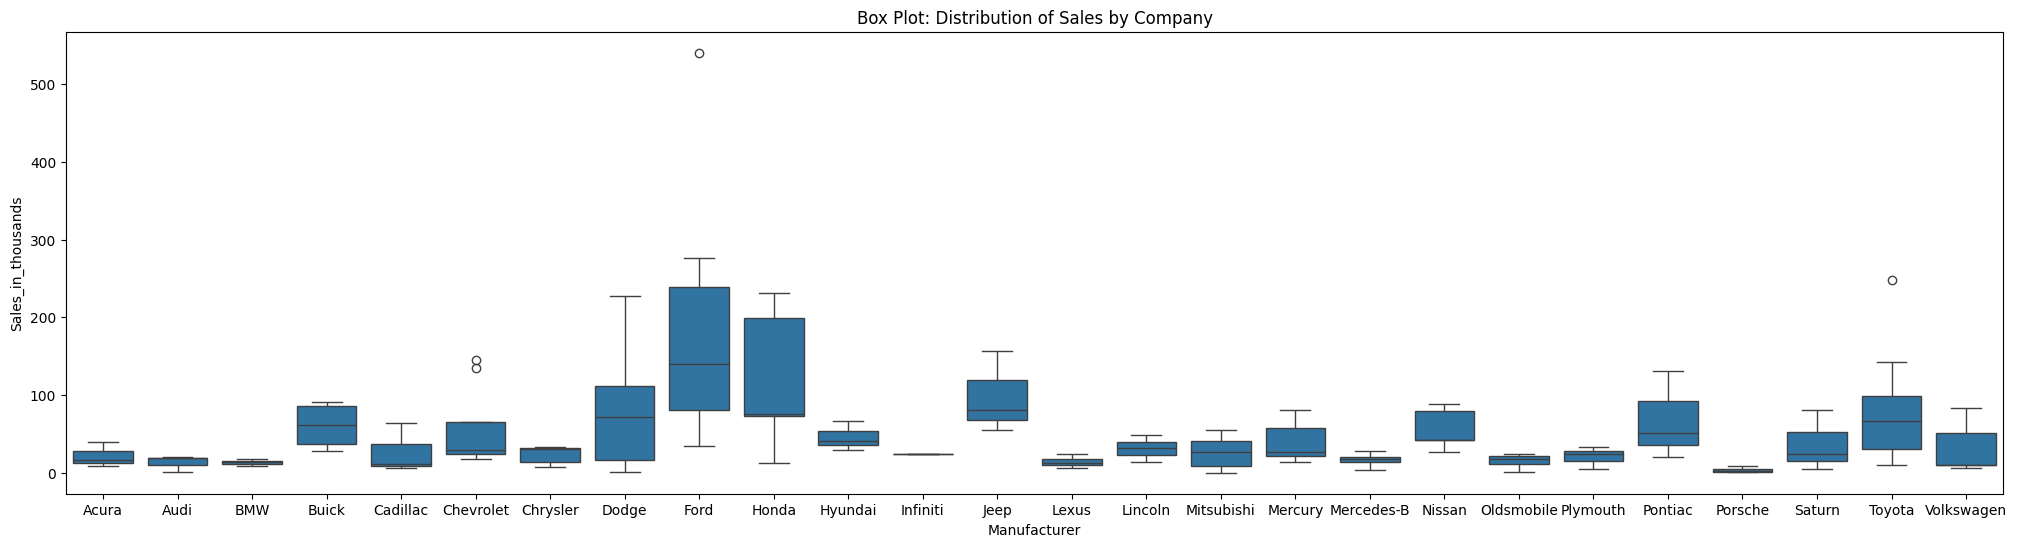 Box Plot: Distribution of Sales by Company
Sales_in_thousands
500
400
300
200
100
0
Acura Audi BMW Buick Cadillac Chevrolet Chrysler Dodge Ford Honda Hyundai Infiniti Jeep Lexus Lincoln Mitsubishi Mercury Mercedes-B Nissan Oldsmobile Plymouth Pontiac Porsche Saturn Toyota Volkswagen
Manufacturer